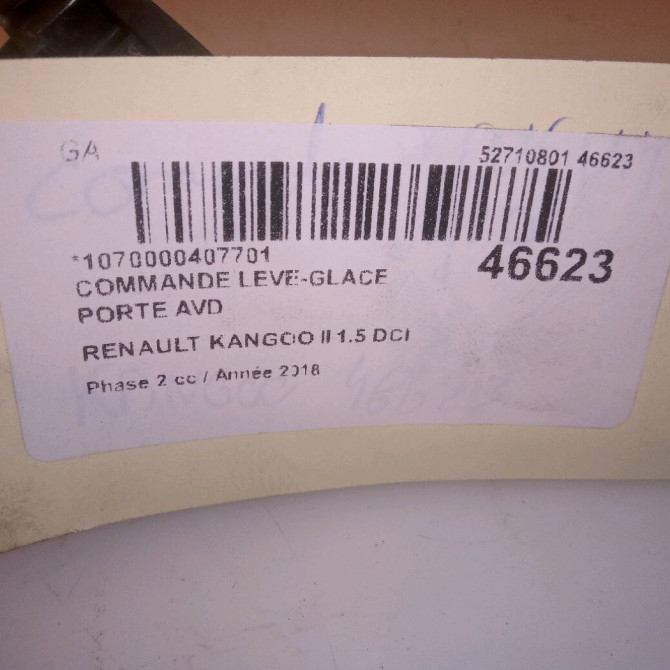 GA
52710801 46623
*1070000407701
46623
COMMANDE LEVE-GLACE
PORTE AVD
RENAULT KANGOO II 1.5 DCI
Phase 2 cc / Année 2018